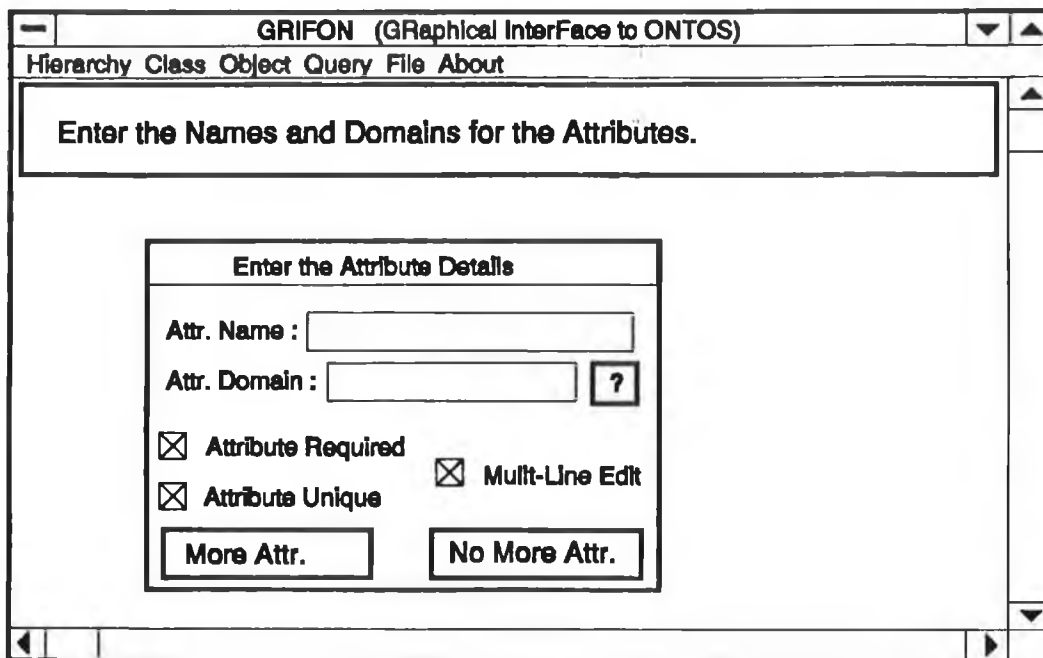 GRIFON (GRaphical InterFace to ONTOS)
Hierarchy Class Object Query File About
Enter the Names and Domains for the Attributes.
Enter the Attribute Details
Attr. Name :
Attr. Domain : ?
Attribute Required
Mulit-Line Edit
Attribute Unique
More Attr. No More Attr.